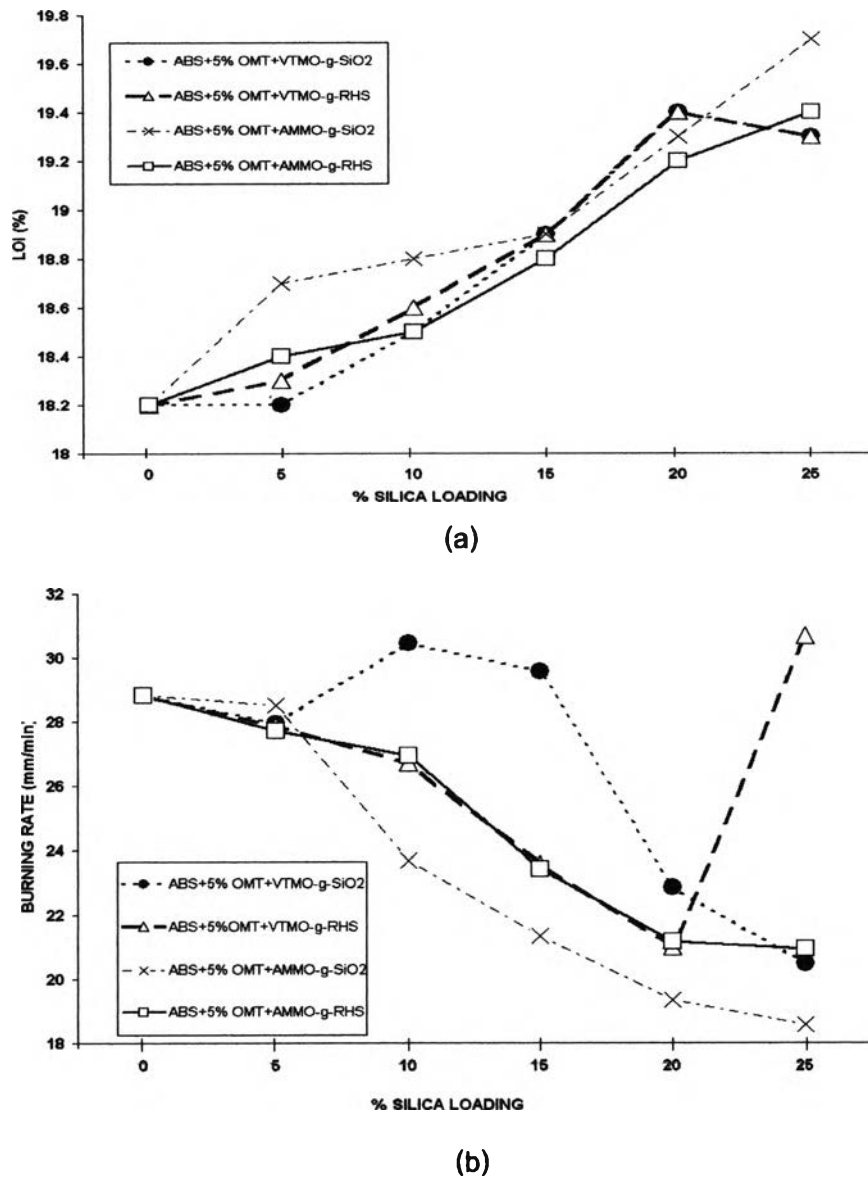 19.8
19.6
19.4
19.2
19
18.8
18.6
18.4
18.2
18
LOI (%)
ABS+5% OMT+VTMO-g-SiO2
ABS+5% OMT+VTMO-g-RHS
ABS+5% OMT+AMMO-g-SiO2
ABS+5% OMT+AMMO-g-RHS
0 5 10 15 20 25
% SILICA LOADING
(a)
32
30
28
26
24
22
20
18
BURNING RATE (mm/min)
ABS+5% OMT+VTMO-g-SiO2
ABS+5%OMT+VTMO-g-RHS
ABS+5% OMT+AMMO-g-SiO2
ABS+5% OMT+AMMO-g-RHS
0 5 10 15 20 25
% SILICA LOADING
(b)